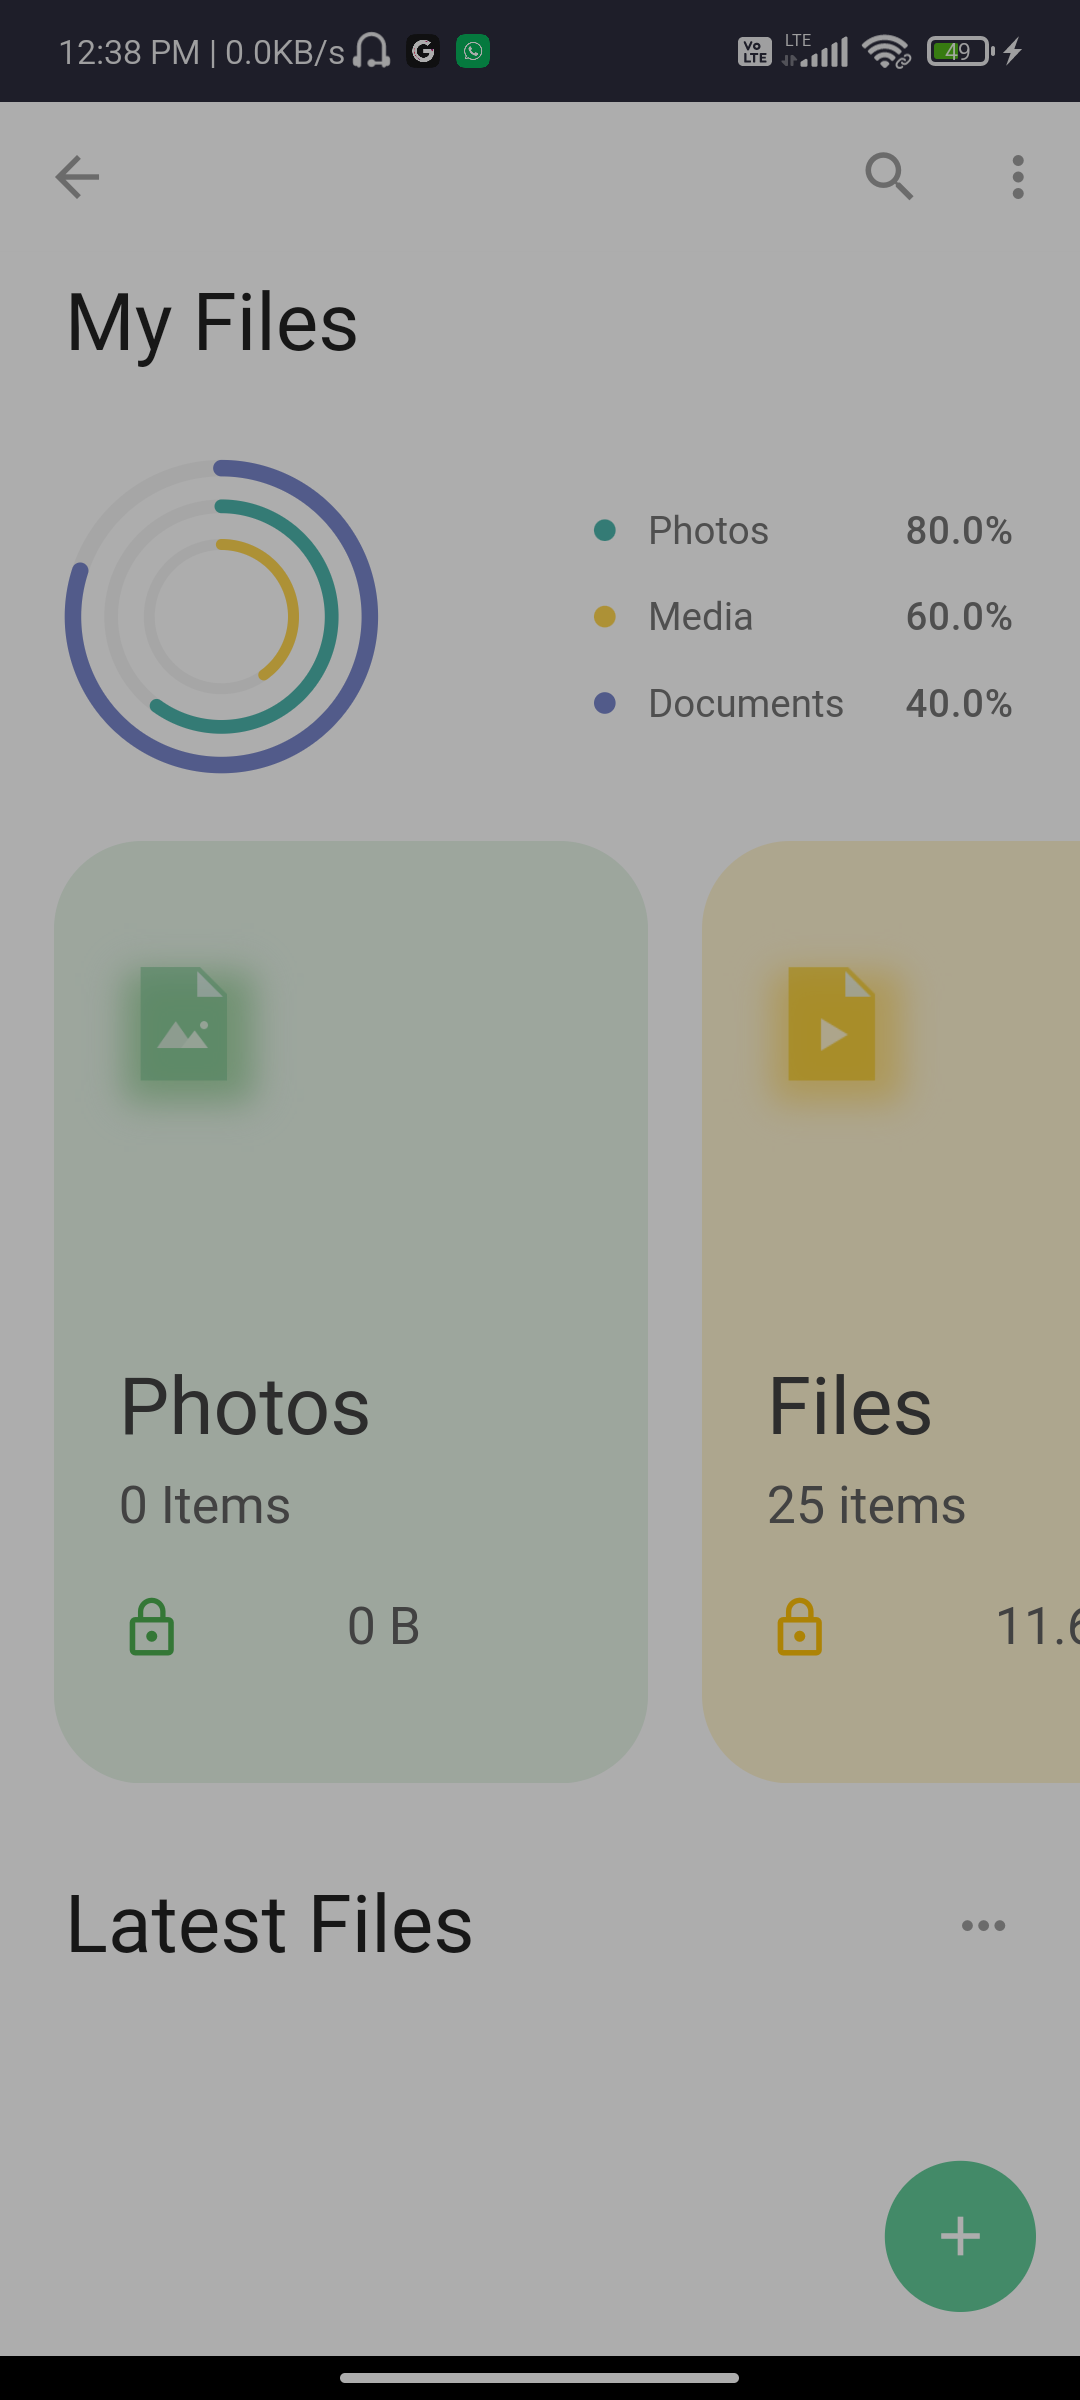 12:38 PM | 0.0KB/s
Vo LTE
LTE
49
My Files
Photos 80.0%
Media 60.0%
Documents 40.0%
Photos
0 Items
0 B
Files
25 items
11.6
Latest Files